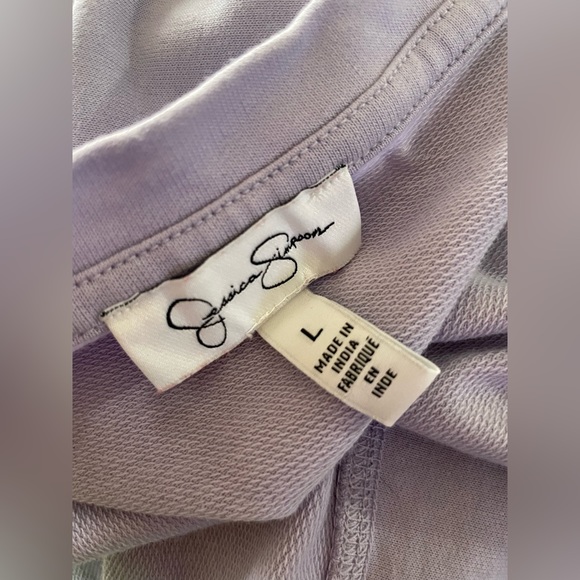 Jessica Simpson
L
MADE IN
INDIA
FABRIQUÉ
EN
INDE